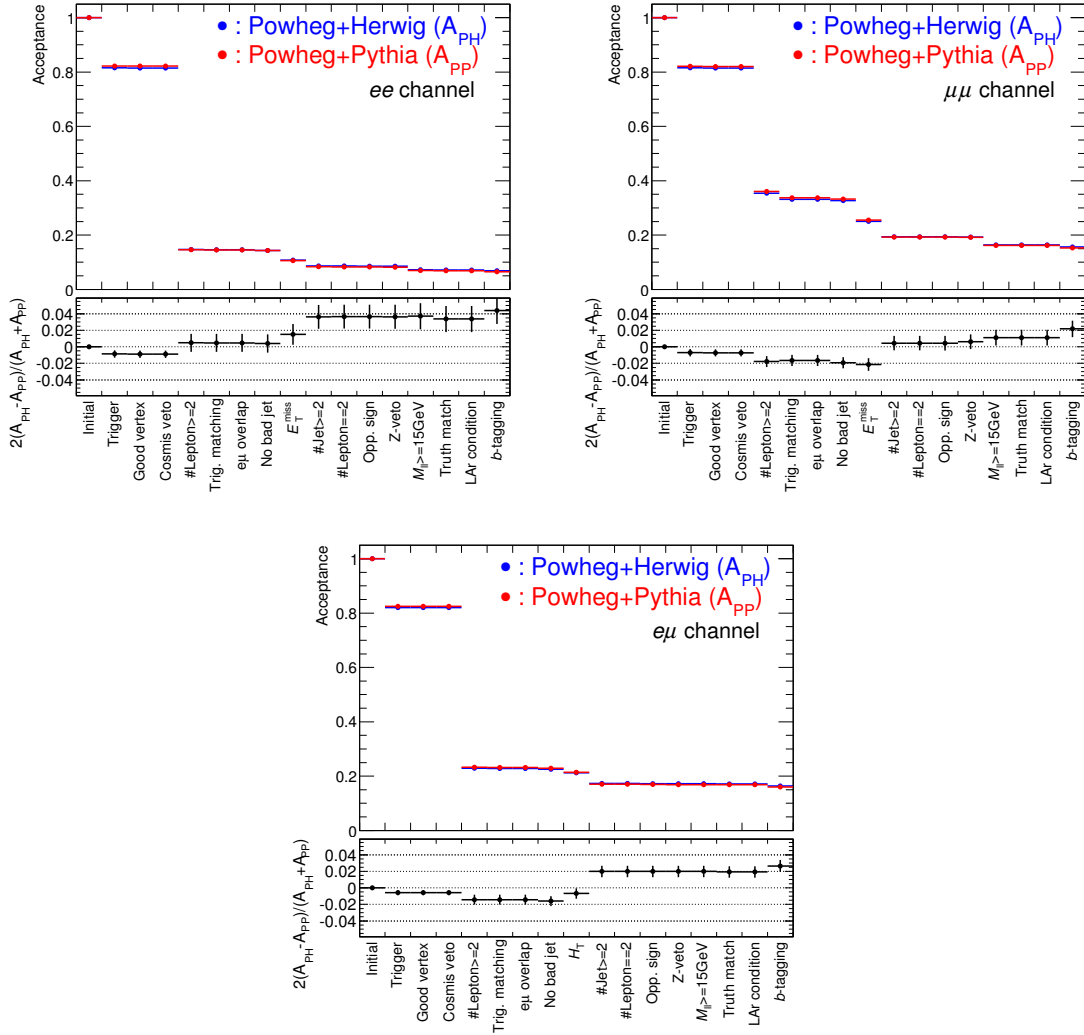 Acceptance
1
0.8
0.6
0.4
0.2
0
: Powheg+Herwig (A_PH)
: Powheg+Pythia (A_PP)
ee channel
2(A_PH-A_PP)/(A_PH+A_PP)
0.04
0.02
0
-0.02
-0.04
Initial
Trigger
Good vertex
Cosmis veto
#Lepton>=2
Trig. matching
eμ overlap
No bad jet
E_T^miss
#Jet>=2
#Lepton==2
Opp. sign
Z-veto
M_ll>=15GeV
Truth match
LAr condition
b-tagging
Acceptance
1
0.8
0.6
0.4
0.2
0
: Powheg+Herwig (A_PH)
: Powheg+Pythia (A_PP)
μμ channel
2(A_PH-A_PP)/(A_PH+A_PP)
0.04
0.02
0
-0.02
-0.04
Initial
Trigger
Good vertex
Cosmis veto
#Lepton>=2
Trig. matching
eμ overlap
No bad jet
E_T^miss
#Jet>=2
#Lepton==2
Opp. sign
Z-veto
M_ll>=15GeV
Truth match
LAr condition
b-tagging
Acceptance
1
0.8
0.6
0.4
0.2
0
: Powheg+Herwig (A_PH)
: Powheg+Pythia (A_PP)
eμ channel
2(A_PH-A_PP)/(A_PH+A_PP)
0.04
0.02
0
-0.02
-0.04
Initial
Trigger
Good vertex
Cosmis veto
#Lepton>=2
Trig. matching
eμ overlap
No bad jet
H_T
#Jet>=2
#Lepton==2
Opp. sign
Z-veto
M_ll>=15GeV
Truth match
LAr condition
b-tagging